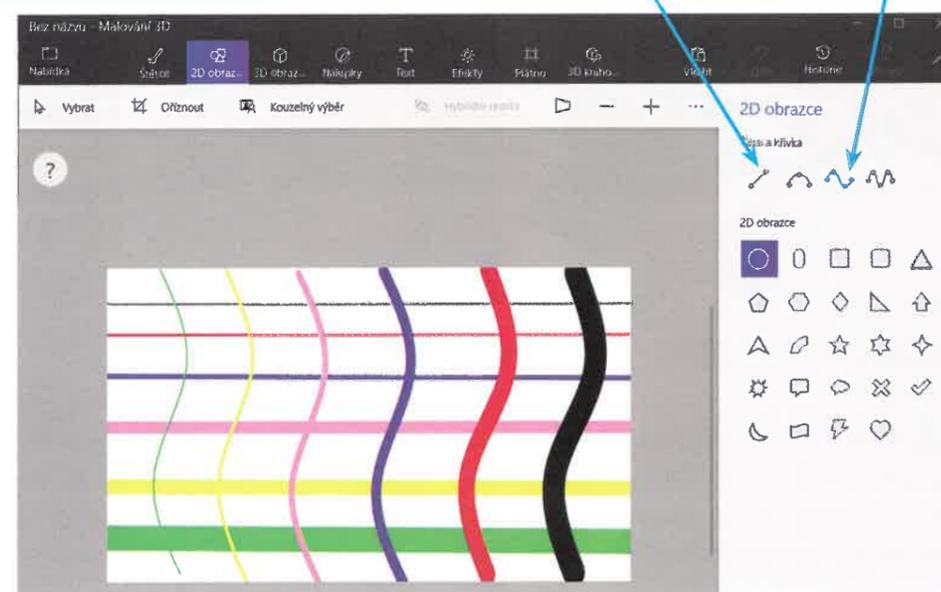 Bez názvu – Malování 3D
Nabídka Štětce 2D obraz... 3D obraz... Nálepky Text Efekty Plátno 3D kniho... Vložit Historie
Vybrat Oříznout Kouzelný výběr
2D obrazce
a křivka
?
2D obrazce